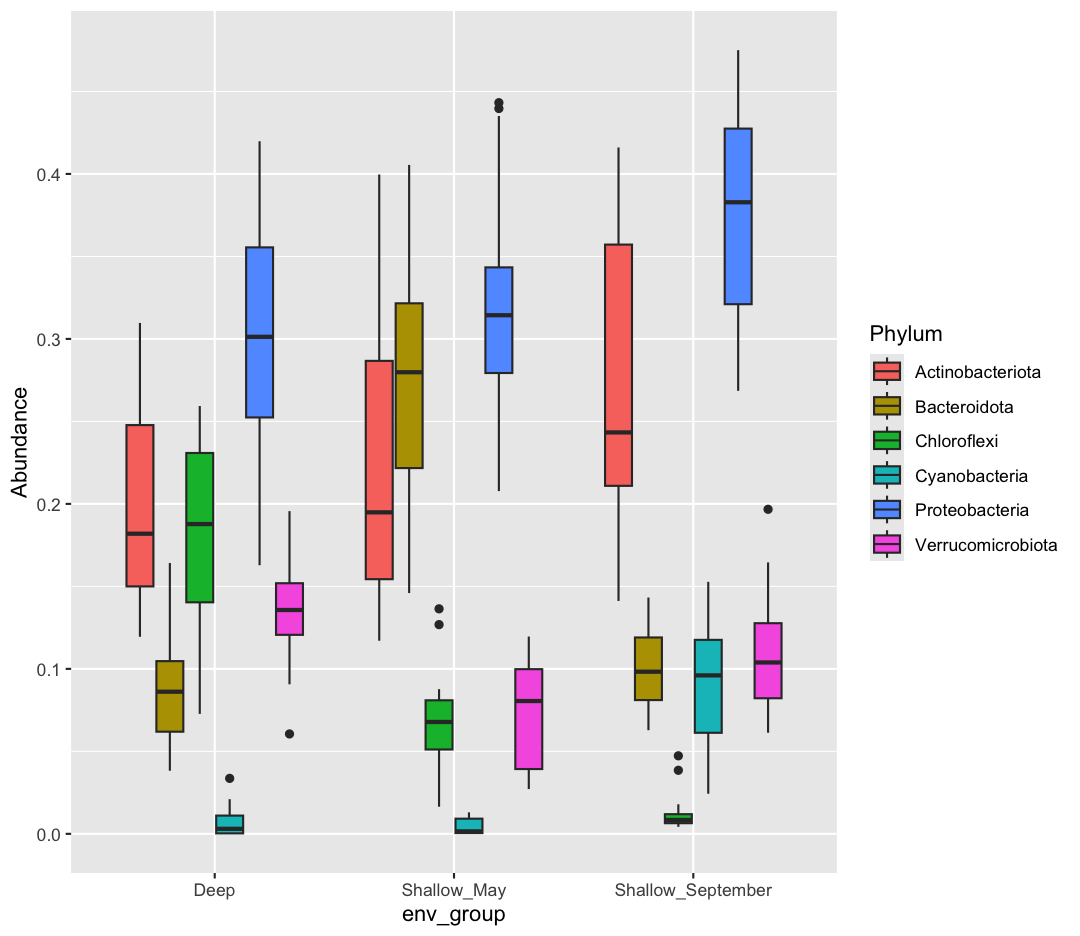 Abundance
0.4
0.3
0.2
0.1
0.0
Deep
Shallow_May
Shallow_September
env_group
Phylum
Actinobacteriota
Bacteroidota
Chloroflexi
Cyanobacteria
Proteobacteria
Verrucomicrobiota